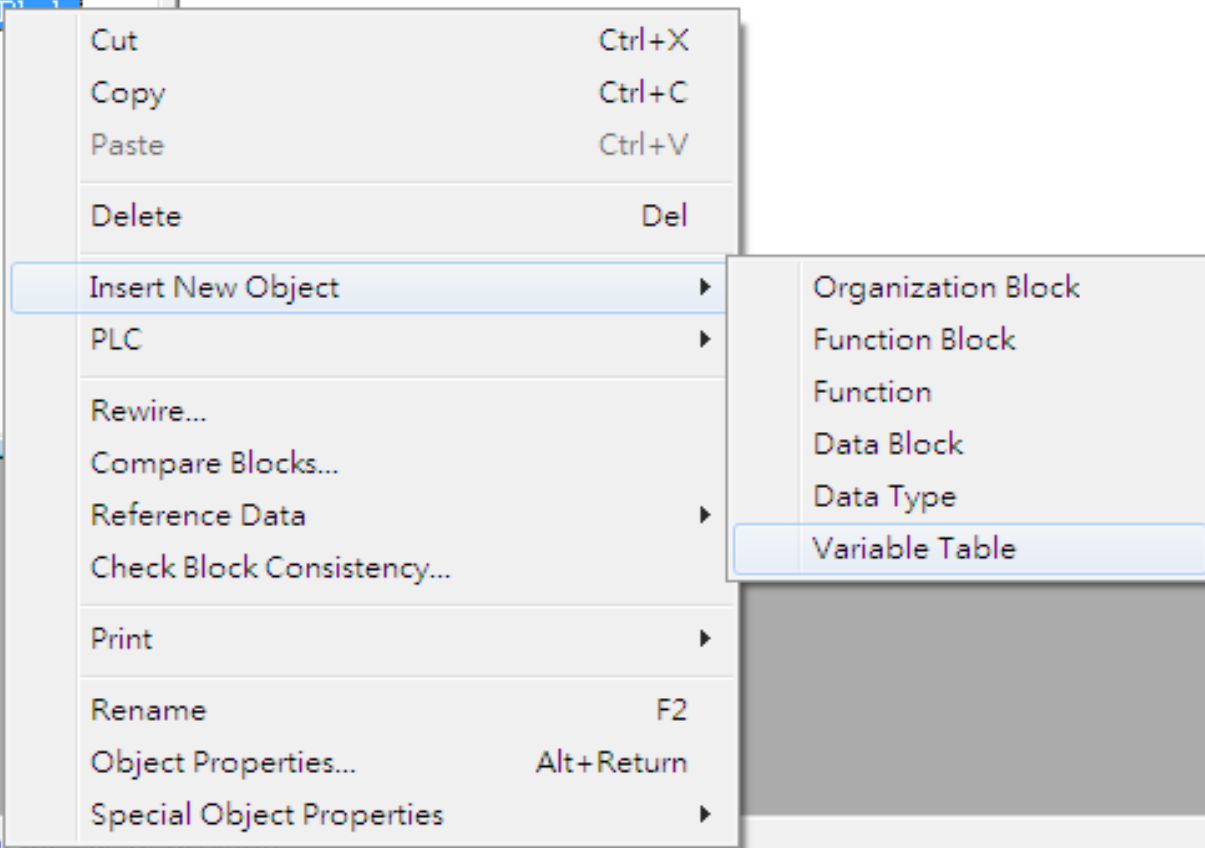 Cut Ctrl+X
Copy Ctrl+C
Paste Ctrl+V
Delete Del
Insert New Object
PLC
Rewire...
Compare Blocks...
Reference Data
Check Block Consistency...
Print
Rename F2
Object Properties... Alt+Return
Special Object Properties
Organization Block
Function Block
Function
Data Block
Data Type
Variable Table